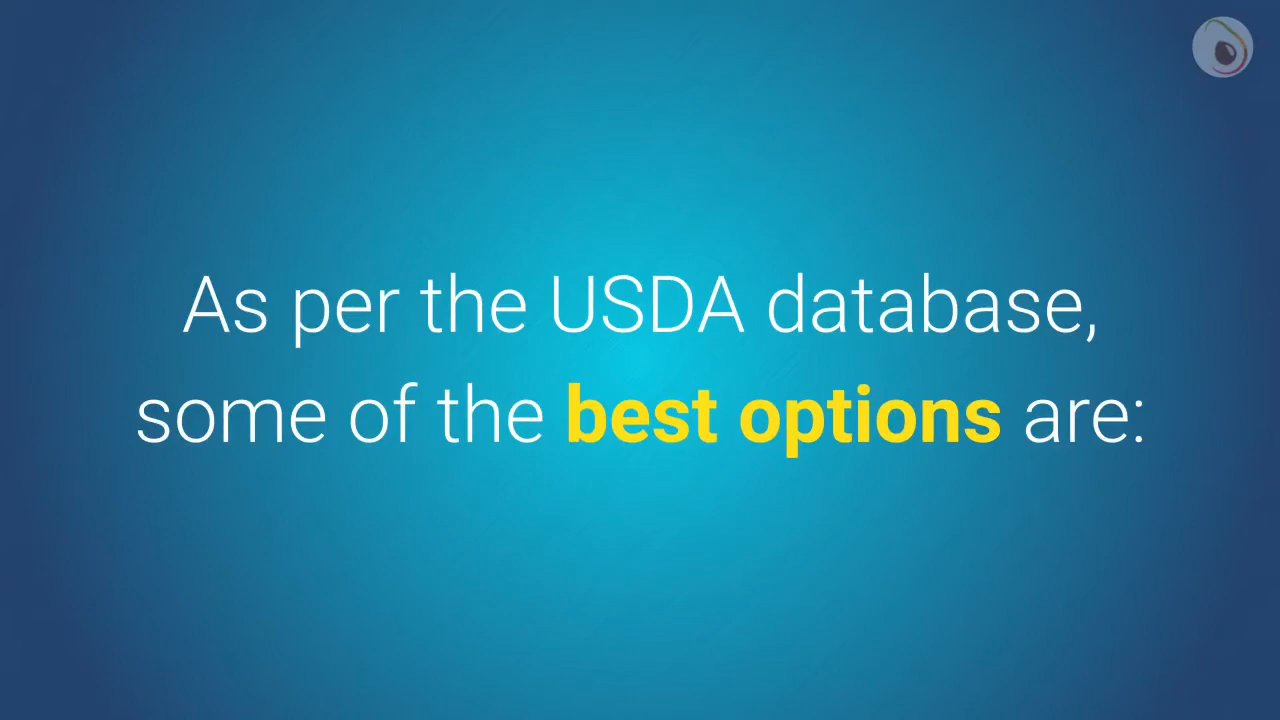 As per the USDA database,
some of the best options are: